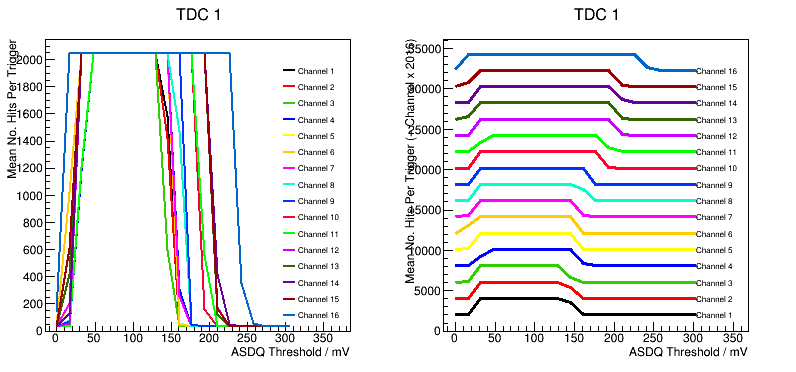 TDC 1
Mean No. Hits Per Trigger
2000
1800
1600
1400
1200
1000
800
600
400
200
0
0 50 100 150 200 250 300 350
ASDQ Threshold / mV
Channel 1
Channel 2
Channel 3
Channel 4
Channel 5
Channel 6
Channel 7
Channel 8
Channel 9
Channel 10
Channel 11
Channel 12
Channel 13
Channel 14
Channel 15
Channel 16
TDC 1
Mean No. Hits Per Trigger (+Channel x 2016)
35000
30000
25000
20000
15000
10000
5000
0
0 50 100 150 200 250 300 350
ASDQ Threshold / mV
Channel 16
Channel 15
Channel 14
Channel 13
Channel 12
Channel 11
Channel 10
Channel 9
Channel 8
Channel 7
Channel 6
Channel 5
Channel 4
Channel 3
Channel 2
Channel 1